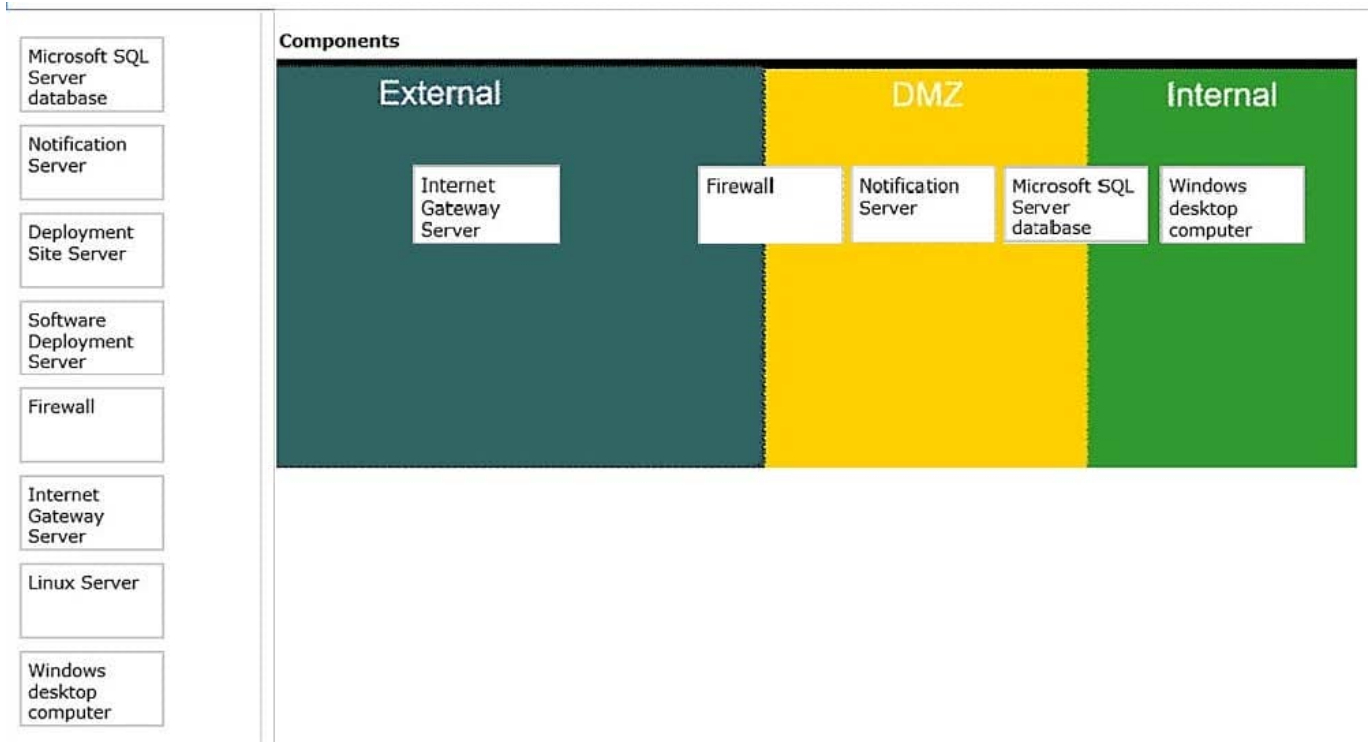 Microsoft SQL
Server
database
Notification
Server
Deployment
Site Server
Software
Deployment
Server
Firewall
Internet
Gateway
Server
Linux Server
Windows
desktop
computer
Components
External
DMZ
Internal
Internet
Gateway
Server
Firewall
Notification
Server
Microsoft SQL
Server
database
Windows
desktop
computer